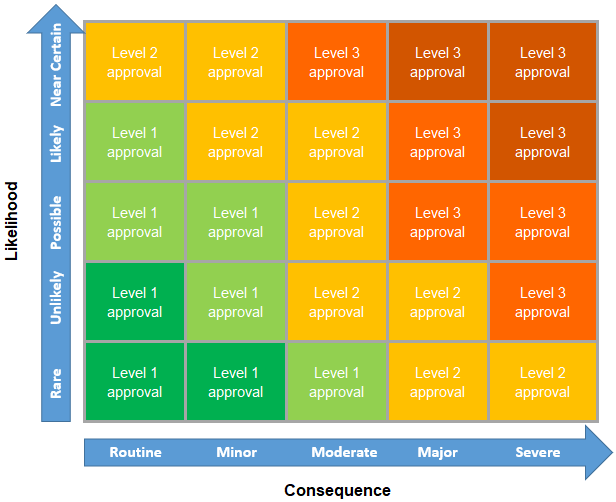 Likelihood
Near Certain
Likely
Possible
Unlikely
Rare
Level 2 Level 2 Level 3 Level 3 Level 3
approval approval approval approval approval
Level 1 Level 2 Level 2 Level 3 Level 3
approval approval approval approval approval
Level 1 Level 1 Level 2 Level 3 Level 3
approval approval approval approval approval
Level 1 Level 1 Level 2 Level 2 Level 3
approval approval approval approval approval
Level 1 Level 1 Level 1 Level 2 Level 2
approval approval approval approval approval
Routine Minor Moderate Major Severe
Consequence